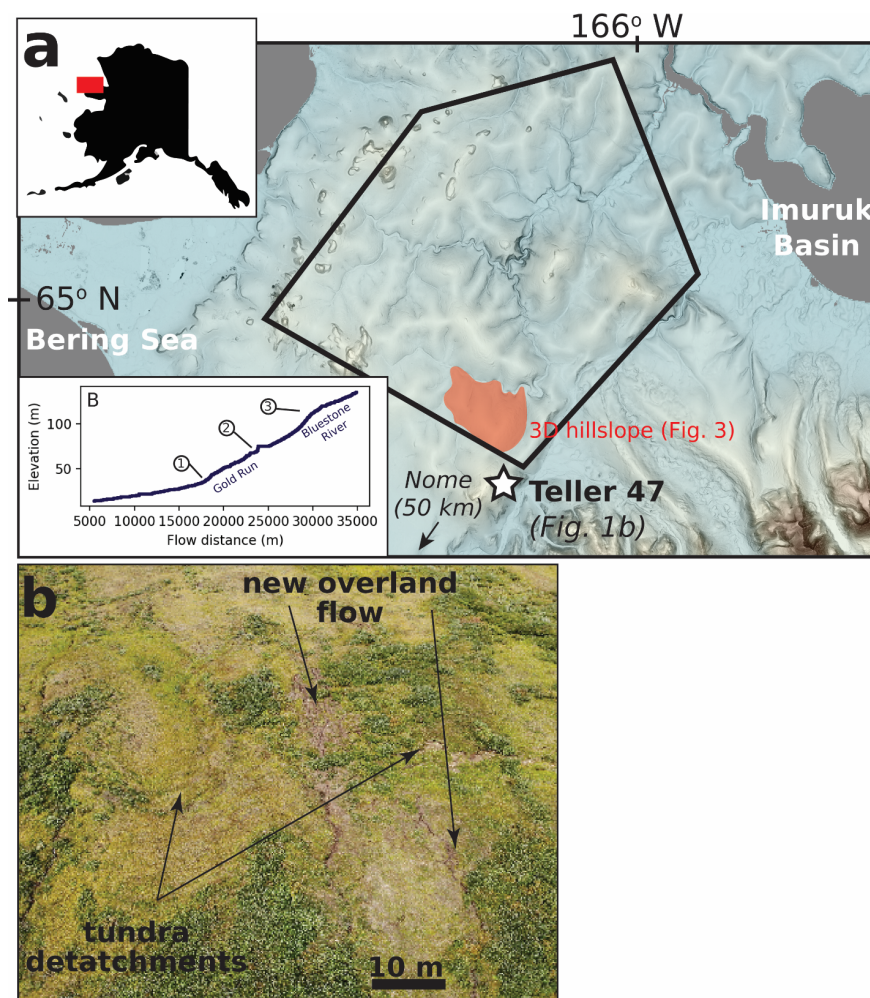 a
166° W
Imuruk
Basin
65° N
Bering Sea
B
Elevation (m)
100
50
1
2
3
Gold Run
Bluestone
River
5000 10000 15000 20000 25000 30000 35000
Flow distance (m)
3D hillslope (Fig. 3)
Nome
(50 km)
Teller 47
(Fig. 1b)
b
new overland
flow
tundra
detatchments
10 m